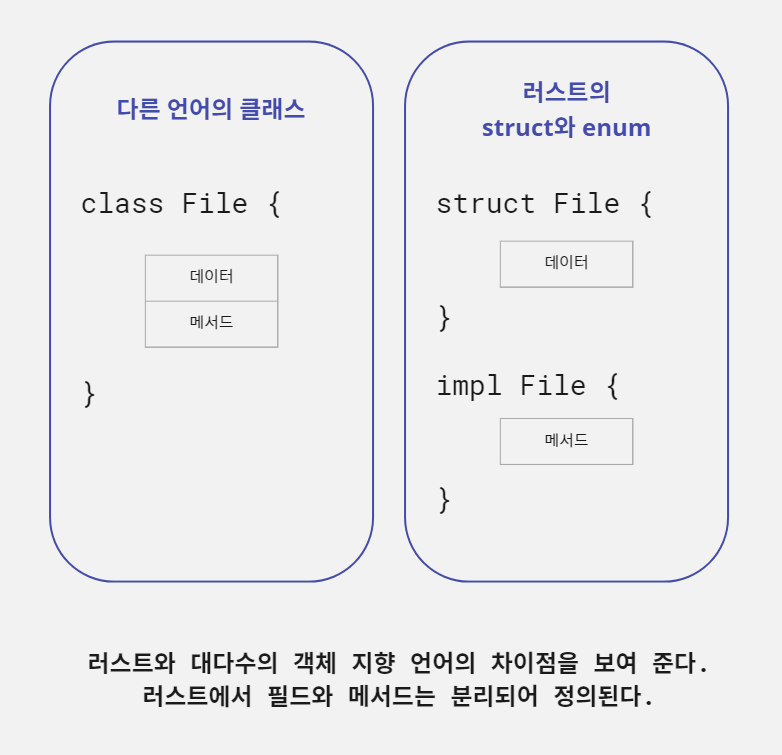 다른 언어의 클래스
class File {
데이터
메서드
}
러스트의
struct와 enum
struct File {
데이터
}
impl File {
메서드
}
러스트와 대다수의 객체 지향 언어의 차이점을 보여 준다.
러스트에서 필드와 메서드는 분리되어 정의된다.